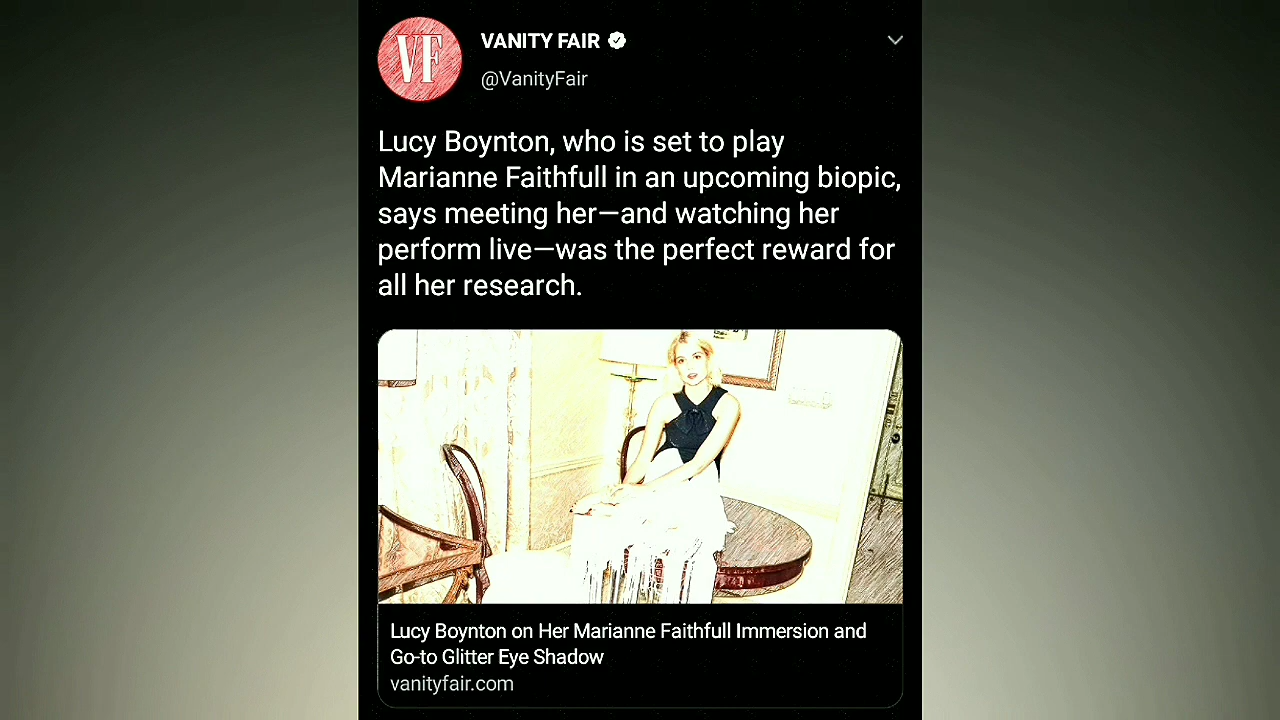 VF
VANITY FAIR
@VanityFair
Lucy Boynton, who is set to play
Marianne Faithfull in an upcoming biopic,
says meeting her—and watching her
perform live—was the perfect reward for
all her research.
Lucy Boynton on Her Marianne Faithfull Immersion and
Go-to Glitter Eye Shadow
vanityfair.com